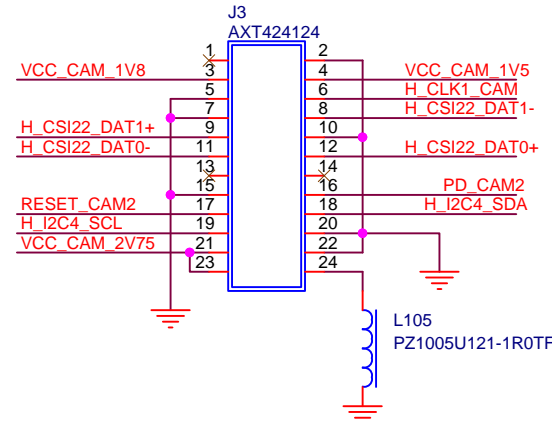 J3
AXT424124
1 2
VCC_CAM_1V8 3 4 VCC_CAM_1V5
5 6 H_CLK1_CAM
7 8 H_CSI22_DAT1-
H_CSI22_DAT1+ 9 10
H_CSI22_DAT0- 11 12 H_CSI22_DAT0+
13 14
15 16 PD_CAM2
RESET_CAM2 17 18 H_I2C4_SDA
H_I2C4_SCL 19 20
VCC_CAM_2V75 21 22
23 24
L105
PZ1005U121-1R0TF